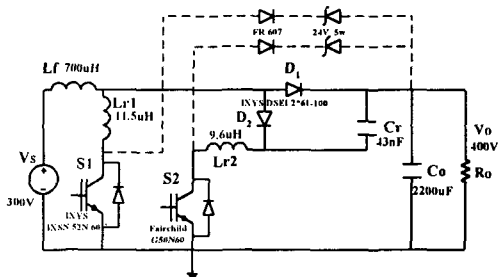 FR 607
24V 5w
Lf 700uH
D1
Lr1
11.5uH
IXYS DSEI 2*61-100
D2
Cr
43nF
9.6uH
Lr2
Vo
400V
Vs
S1
S2
Co
Ro
300V
2200uF
IXYS
IXSN 52N 60
Fairchild
G50N60